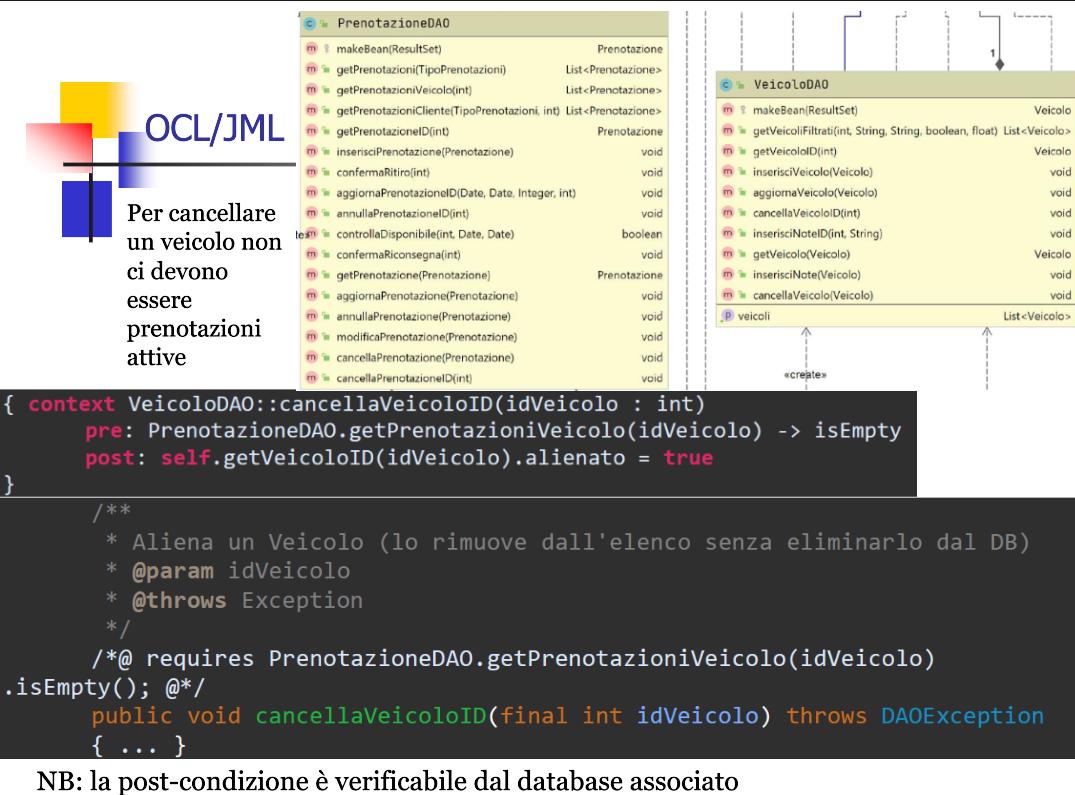 OCL/JML
Per cancellare
un veicolo non
ci devono
essere
prenotazioni
attive
PrenotazioneDAO
makeBean(ResultSet) Prenotazione
getPrenotazioni(TipoPrenotazioni) List<Prenotazione>
getPrenotazioniVeicolo(int) List<Prenotazione>
getPrenotazioniCliente(TipoPrenotazioni, int) List<Prenotazione>
getPrenotazioneID(int) Prenotazione
inserisciPrenotazione(Prenotazione) void
confermaRitiro(int) void
aggiornaPrenotazioneID(Date, Date, Integer, int) void
annullaPrenotazioneID(int) void
controllaDisponibile(int, Date, Date) boolean
confermaRiconsegna(int) void
getPrenotazione(Prenotazione) Prenotazione
aggiornaPrenotazione(Prenotazione) void
annullaPrenotazione(Prenotazione) void
modificaPrenotazione(Prenotazione) void
cancellaPrenotazione(Prenotazione) void
cancellaPrenotazioneID(int) void
1
VeicoloDAO
makeBean(ResultSet) Veicolo
getVeicoliFiltrati(int, String, String, boolean, float) List<Veicolo>
getVeicoloID(int) Veicolo
inserisciVeicolo(Veicolo) void
aggiornaVeicolo(Veicolo) void
cancellaVeicoloID(int) void
inserisciNoteID(int, String) void
getVeicolo(Veicolo) Veicolo
inserisciNote(Veicolo) void
cancellaVeicolo(Veicolo) void
veicoli List<Veicolo>
«create»
{ context VeicoloDAO::cancellaVeicoloID(idVeicolo : int)
pre: PrenotazioneDAO.getPrenotazioniVeicolo(idVeicolo) -> isEmpty
post: self.getVeicoloID(idVeicolo).alienato = true
}
/**
* Aliena un Veicolo (lo rimuove dall'elenco senza eliminarlo dal DB)
* @param idVeicolo
* @throws Exception
*/
/*@ requires PrenotazioneDAO.getPrenotazioniVeicolo(idVeicolo)
.isEmpty(); @*/
public void cancellaVeicoloID(final int idVeicolo) throws DAOException
{ ... }
NB: la post-condizione è verificabile dal database associato